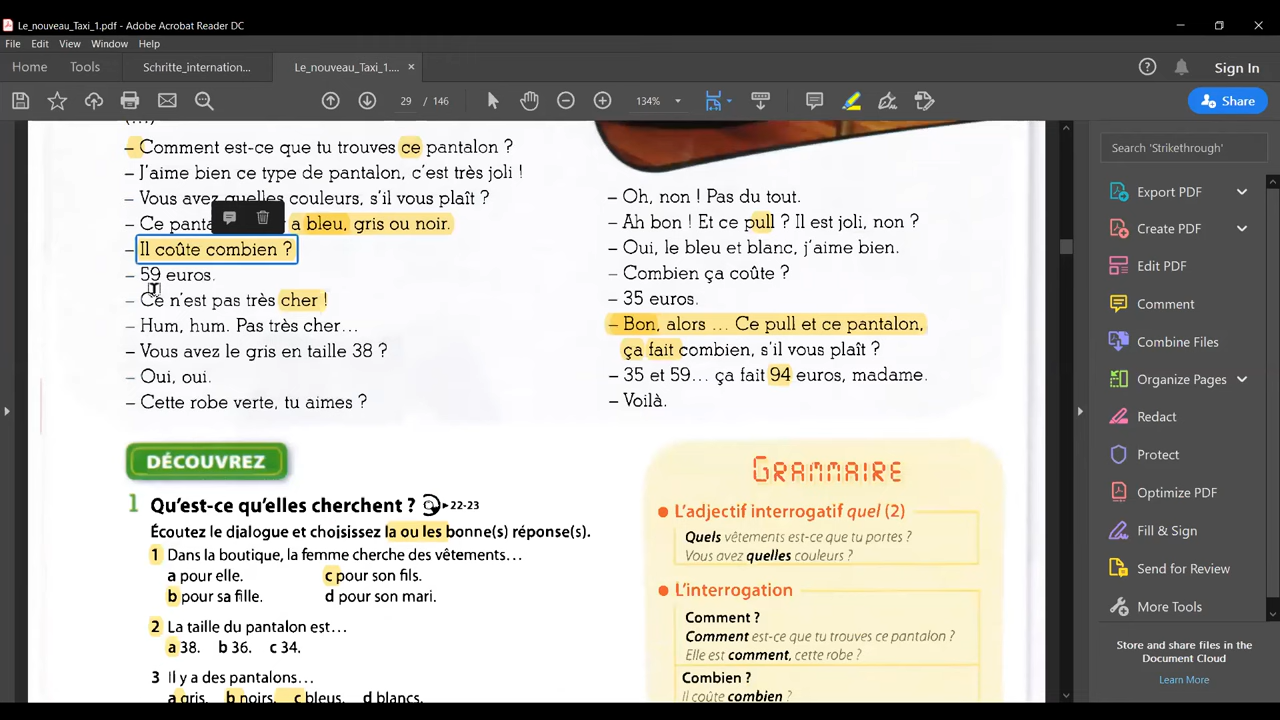 Le_nouveau_Taxi_1.pdf - Adobe Acrobat Reader DC
File Edit View Window Help
Home Tools Schritte_internation... Le_nouveau_Taxi_1.... ×
Sign In
29 / 146 134%
Share
– Comment est-ce que tu trouves ce pantalon ?
– J'aime bien ce type de pantalon, c'est très joli !
– Vous avez quelles couleurs, s'il vous plaît ?
– Ce panta a bleu, gris ou noir.
– Il coûte combien ?
– 59 euros.
– Ce n'est pas très cher !
– Hum, hum. Pas très cher...
– Vous avez le gris en taille 38 ?
– Oui, oui.
– Cette robe verte, tu aimes ?
– Oh, non ! Pas du tout.
– Ah bon ! Et ce pull ? Il est joli, non ?
– Oui, le bleu et blanc, j'aime bien.
– Combien ça coûte ?
– 35 euros.
– Bon, alors ... Ce pull et ce pantalon,
ça fait combien, s'il vous plaît ?
– 35 et 59... ça fait 94 euros, madame.
– Voilà.
DÉCOUVREZ
1 Qu'est-ce qu'elles cherchent ? ▸22-23
Écoutez le dialogue et choisissez la ou les bonne(s) réponse(s).
1 Dans la boutique, la femme cherche des vêtements...
a pour elle. c pour son fils.
b pour sa fille. d pour son mari.
2 La taille du pantalon est...
a 38. b 36. c 34.
3 Il y a des pantalons...
a gris. b noirs. c bleus. d blancs.
GRAMMAIRE
● L'adjectif interrogatif quel (2)
Quels vêtements est-ce que tu portes ?
Vous avez quelles couleurs ?
● L'interrogation
Comment ?
Comment est-ce que tu trouves ce pantalon ?
Elle est comment, cette robe ?
Combien ?
Il coûte combien ?
Search 'Strikethrough'
Export PDF
Create PDF
Edit PDF
Comment
Combine Files
Organize Pages
Redact
Protect
Optimize PDF
Fill & Sign
Send for Review
More Tools
Store and share files in the
Document Cloud
Learn More